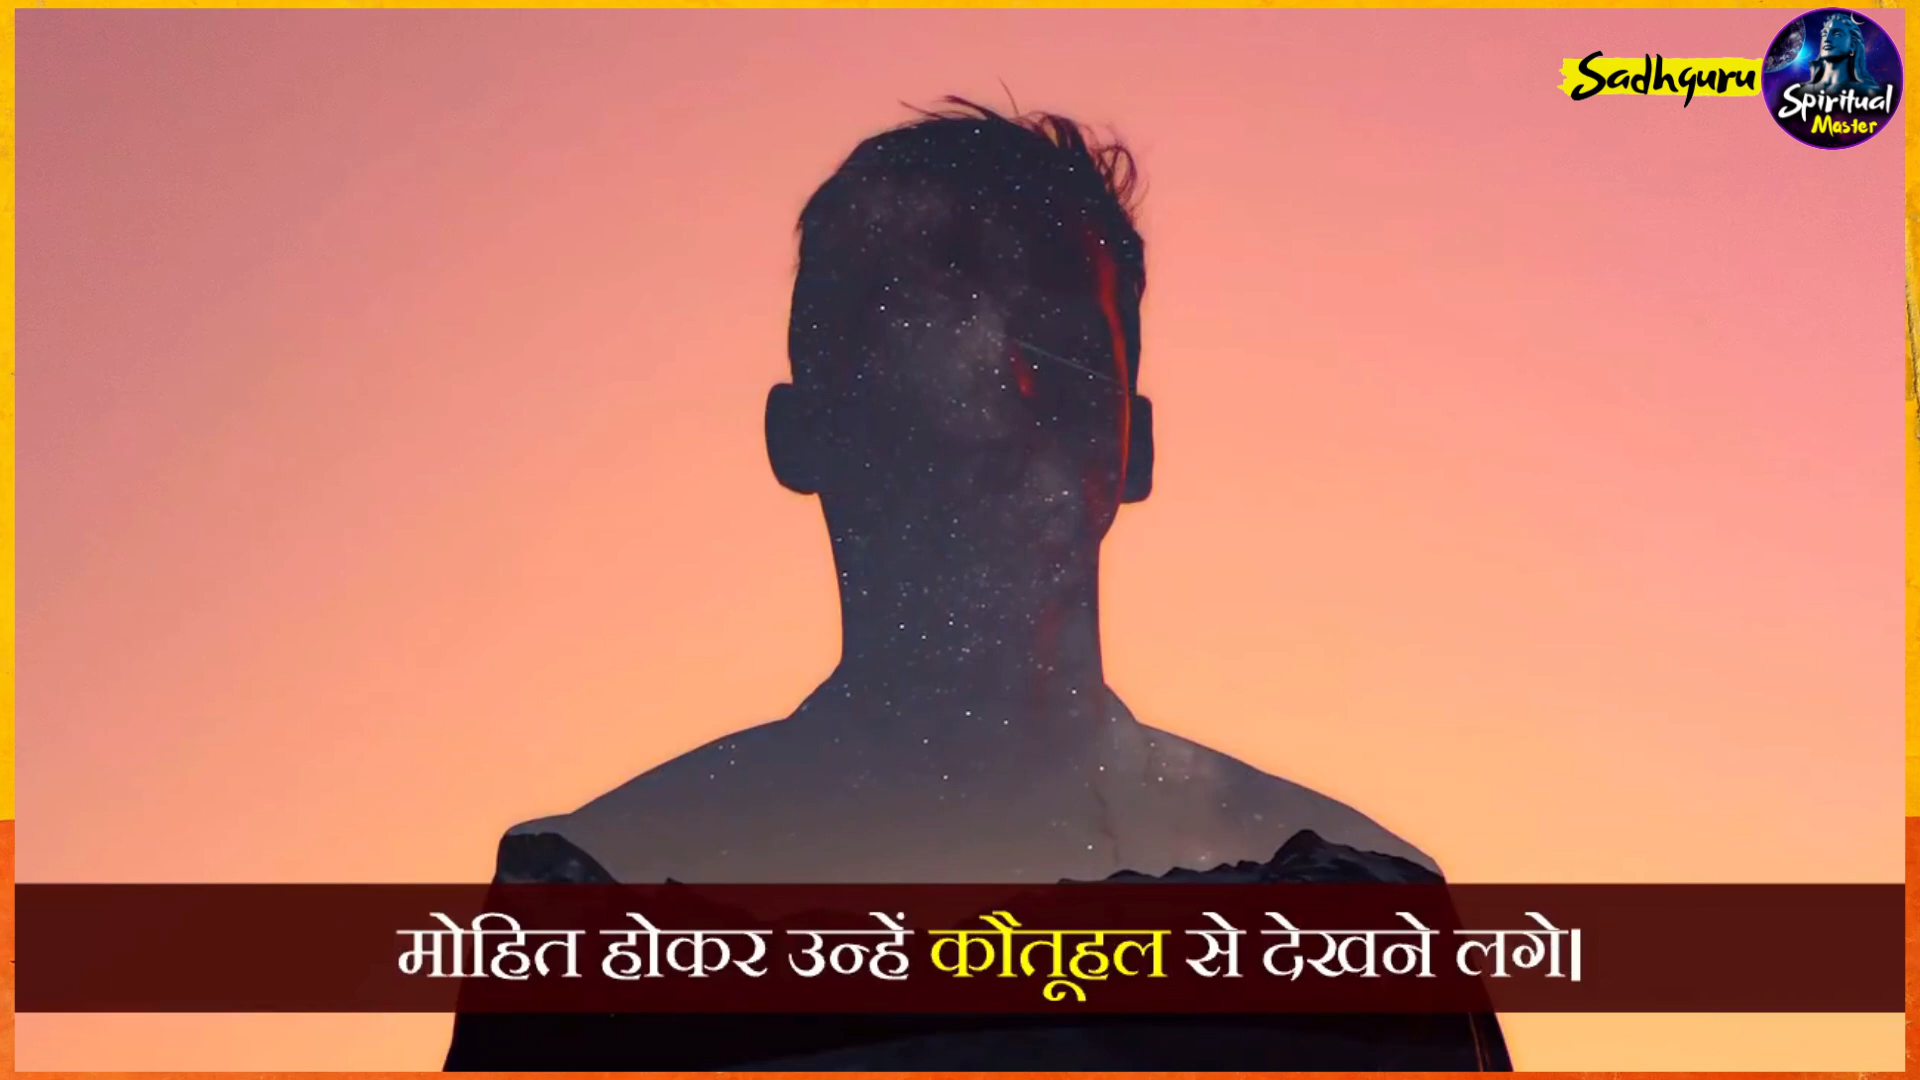 Sadhguru
Spiritual
Master
मोहित होकर उन्हें कौतूहल से देखने लगे।